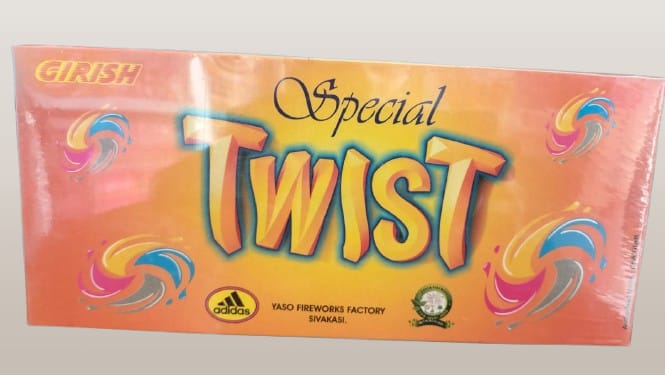 GIRISH
Special
TWIST
adidas
YASO FIREWORKS FACTORY
SIVAKASI.